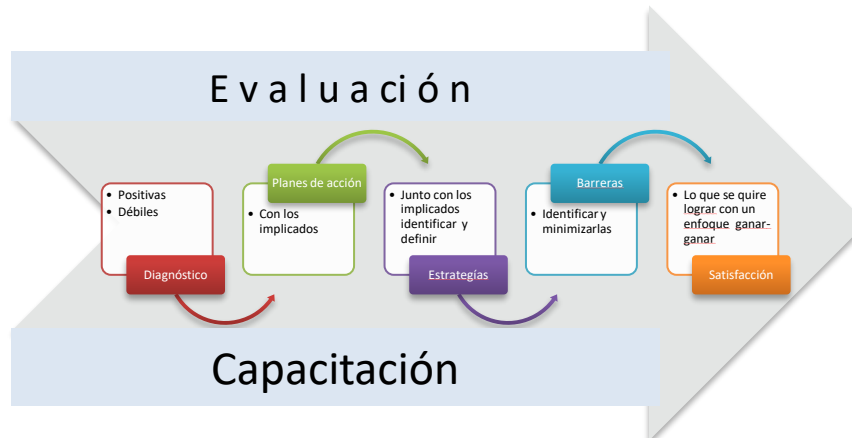 Evaluación
• Positivas
• Débiles
Diagnóstico
Planes de acción
• Con los
implicados
• Junto con los
implicados
identificar y
definir
Estrategías
Barreras
• Identificar y
minimizarlas
• Lo que se quire
lograr con un
enfoque ganar-
ganar
Satisfacción
Capacitación